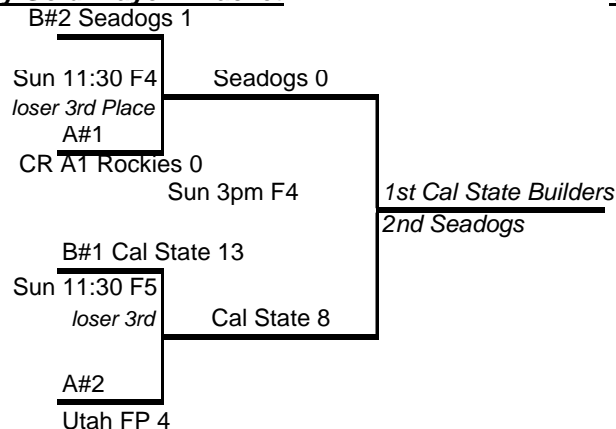 B#2 Seadogs 1
Sun 11:30 F4
Seadogs 0
loser 3rd Place
A#1
CR A1 Rockies 0
Sun 3pm F4
1st Cal State Builders
2nd Seadogs
B#1 Cal State 13
Sun 11:30 F5
loser 3rd
Cal State 8
A#2
Utah FP 4